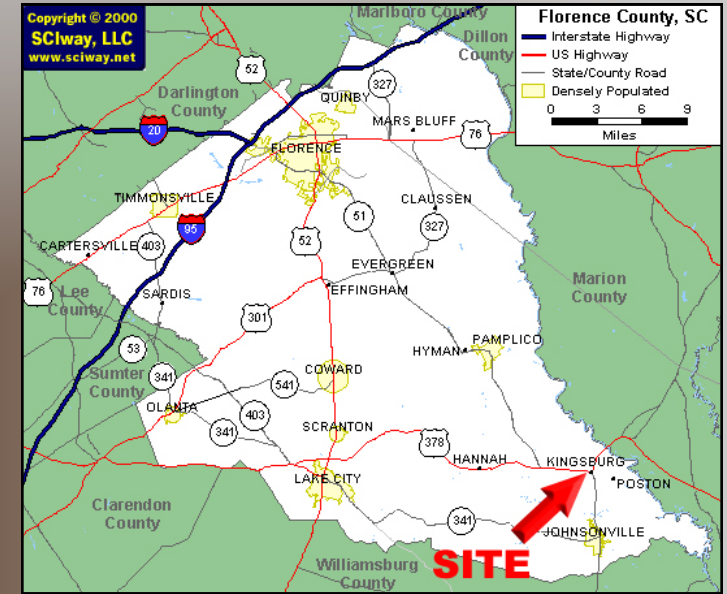 Copyright © 2000
SCIway, LLC
www.sciway.net
Florence County, SC
Interstate Highway
US Highway
State/County Road
Densely Populated
0 3 6 9
Miles
Marlboro County
Dillon
County
52
327
Darlington
County
QUINBY
MARS BLUFF
20
76
FLORENCE
TIMMONSVILLE
CLAUSSEN
51
327
95
CARTERSVILLE
403
52
EVERGREEN
76
Lee
County
SARDIS
EFFINGHAM
Marion
County
301
53
HYMAN
PAMPLICO
Sumter
County
341
541
COWARD
OLANTA
403
341
SCRANTON
378
HANNAH
KINGSBURG
POSTON
LAKE CITY
Clarendon
County
341
JOHNSONVILLE
SITE
Williamsburg
County